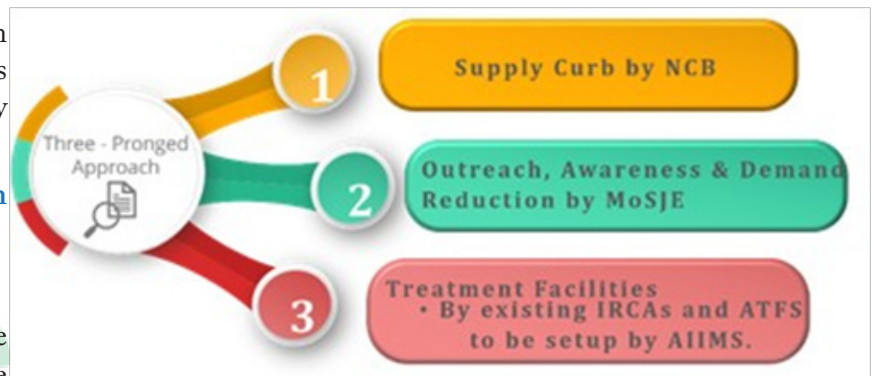 n
s
y
n
e
e
Three - Pronged
Approach
1
Supply Curb by NCB
2
Outreach, Awareness & Demand
Reduction by MoSJE
3
Treatment Facilities
• By existing IRCAs and ATFS
to be setup by AIIMS.